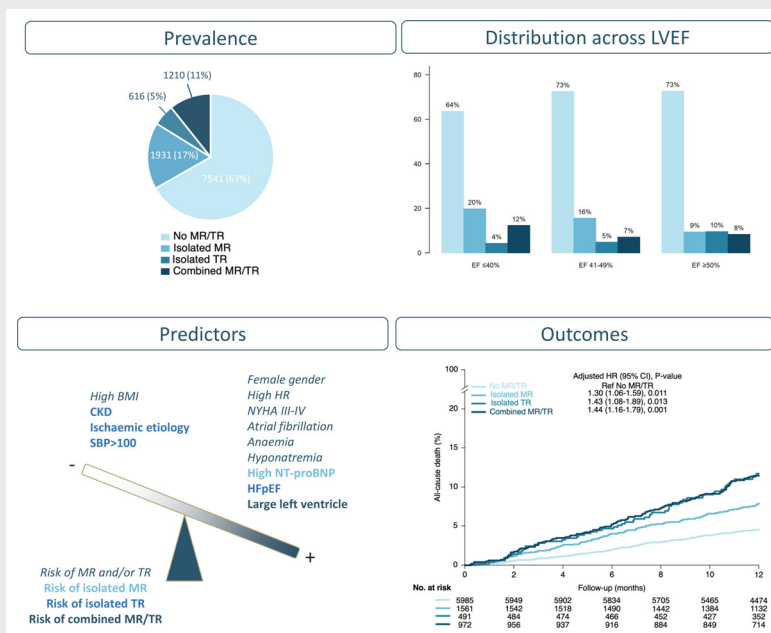 Prevalence
1210 (11%)
616 (5%)
1931 (17%)
7541 (67%)
No MR/TR
Isolated MR
Isolated TR
Combined MR/TR
Distribution across LVEF
80
60
40
20
0
64%
20%
4%
12%
73%
16%
5%
7%
73%
9%
10%
8%
EF ≤40%
EF 41-49%
EF ≥50%
Predictors
High BMI
CKD
Ischaemic etiology
SBP>100
Female gender
High HR
NYHA III-IV
Atrial fibrillation
Anaemia
Hyponatremia
High NT-proBNP
HFpEF
Large left ventricle
-
+
Risk of MR and/or TR
Risk of isolated MR
Risk of isolated TR
Risk of combined MR/TR
Outcomes
Adjusted HR (95% CI), P-value
No MR/TR Ref No MR/TR
Isolated MR 1.30 (1.06-1.59), 0.011
Isolated TR 1.43 (1.08-1.89), 0.013
Combined MR/TR 1.44 (1.16-1.79), 0.001
All-cause death (%)
100
20
15
10
5
0
0 2 4 6 8 10 12
No. at risk Follow-up (months)
5985 5949 5902 5834 5705 5465 4474
1561 1542 1518 1490 1442 1384 1132
491 484 474 466 452 427 352
972 956 937 916 884 849 714